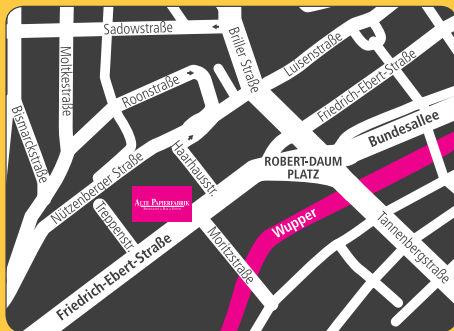 Sadowstraße
Briller Straße
Luisenstraße
Moltkestraße
Friedrich-Ebert-Straße
Roonstraße
Bismarckstraße
Bundesallee
Haarhausstr.
ROBERT-DAUM
PLATZ
Nützenberger Straße
ALTE PAPIERFABRIK
Treppenstr.
Wupper
Tannenbergstraße
Moritzstraße
Friedrich-Ebert-Straße